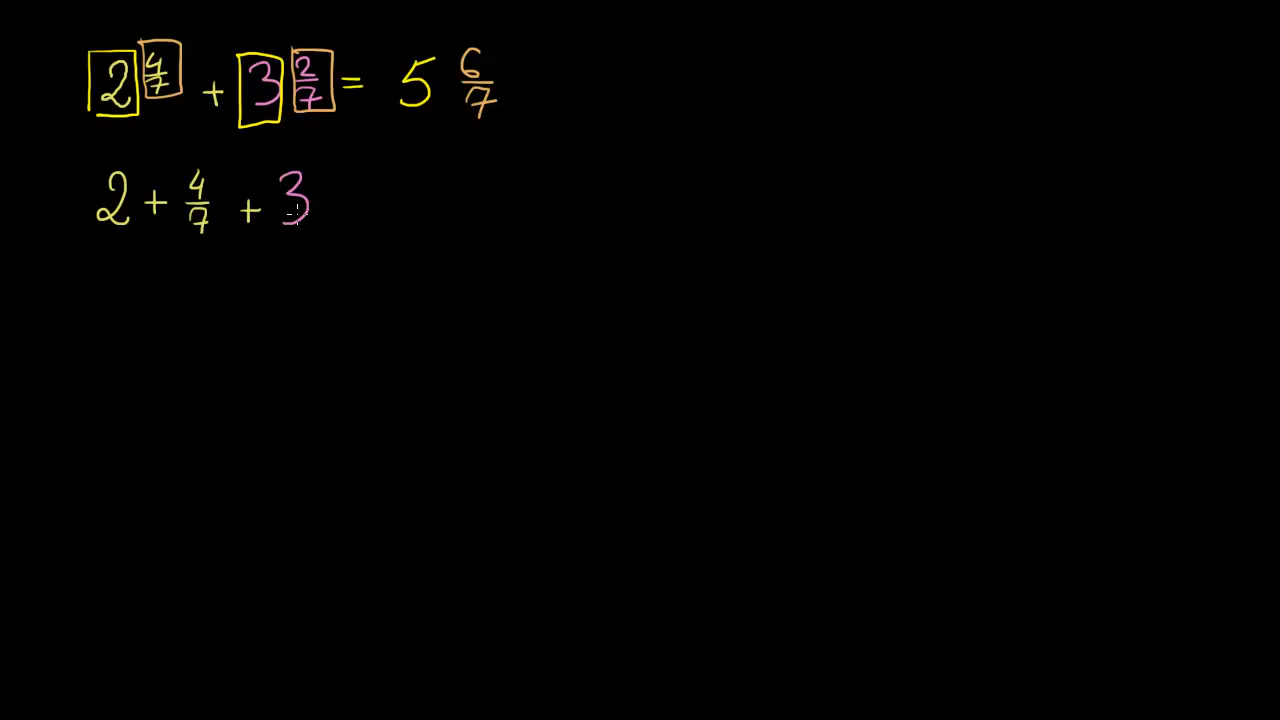 2 4/7 + 3 2/7 = 5 6/7
2 + 4/7 + 3